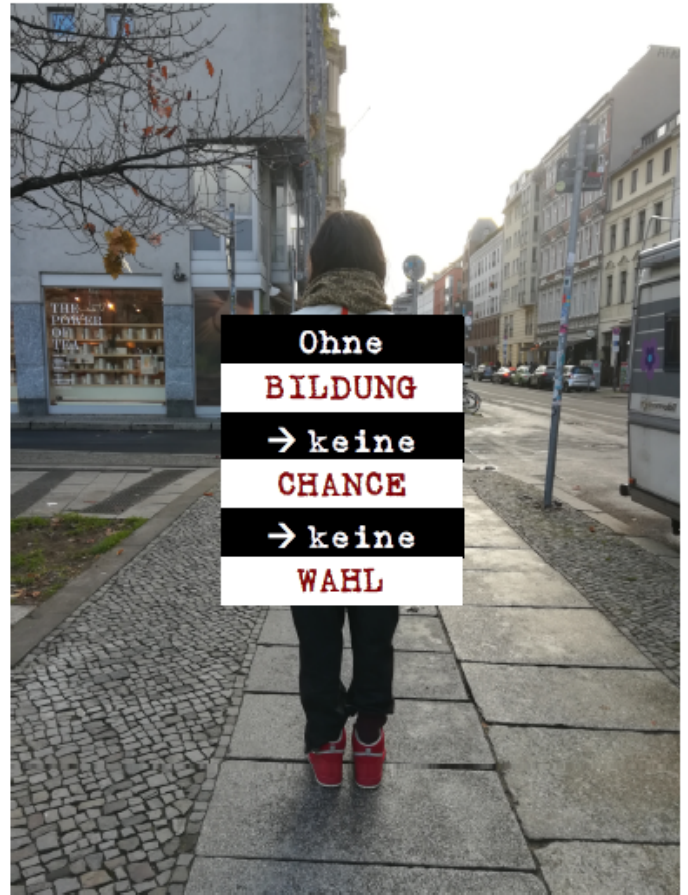 THE
POWER
OF
TEA
Ohne
BILDUNG
→ keine
CHANCE
→ keine
WAHL